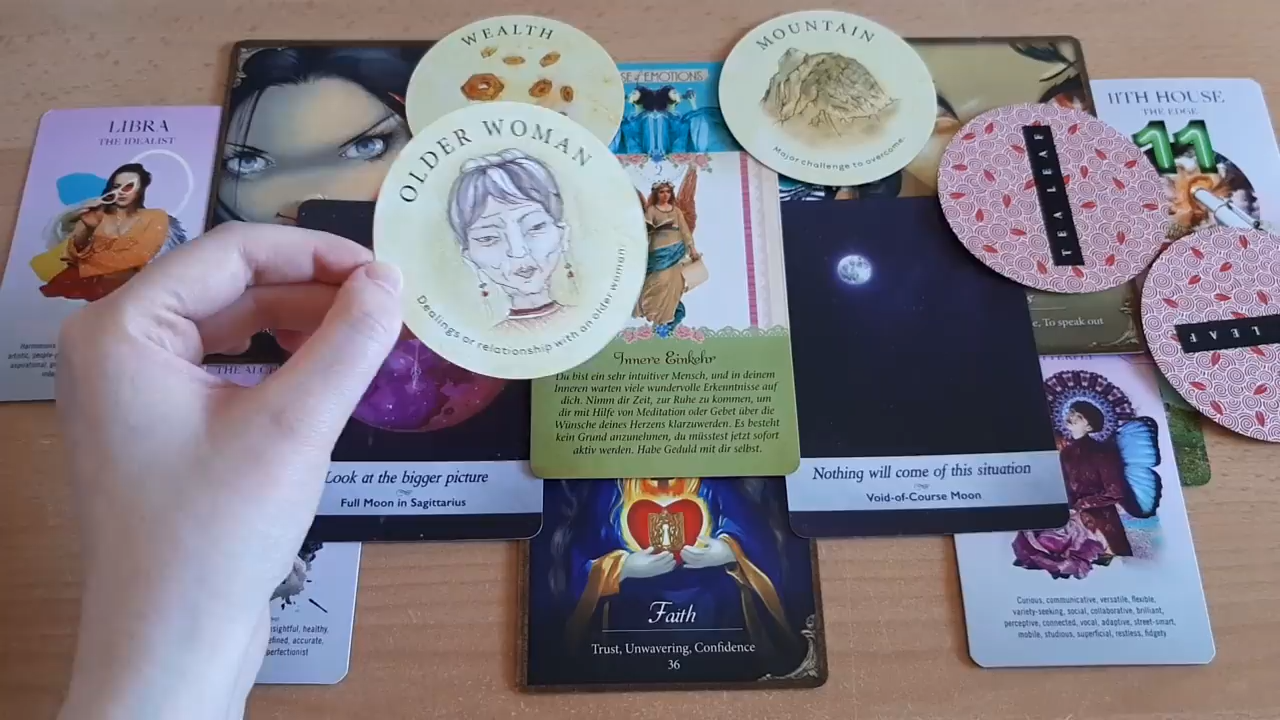 WEALTH
MOUNTAIN
Major challenge to overcome.
OLDER WOMAN
Dealings or relationship with an older woman.
LIBRA
THE IDEALIST
OF EMOTIONS
11TH HOUSE
THE EDGE
11
TEA LEAF
LEAF
To speak out
THE
Innere Einkehr
Du bist ein sehr intuitiver Mensch, und in deinem
Inneren warten viele wundervolle Erkenntnisse auf
dich. Nimm dir Zeit, zur Ruhe zu kommen, um
dir mit Hilfe von Meditation oder Gebet über die
Wünsche deines Herzens klarzuwerden. Es besteht
kein Grund anzunehmen, du müsstest jetzt sofort
aktiv werden. Habe Geduld mit dir selbst.
Look at the bigger picture
Full Moon in Sagittarius
Nothing will come of this situation
Void-of-Course Moon
Faith
Trust, Unwavering, Confidence
36
healthy,
accurate,
perfectionist
Curious, communicative, versatile, flexible,
variety-seeking, social, collaborative, brilliant,
perceptive, connected, vocal, adaptive, street-smart,
mobile, studious, superficial, restless, fidgety